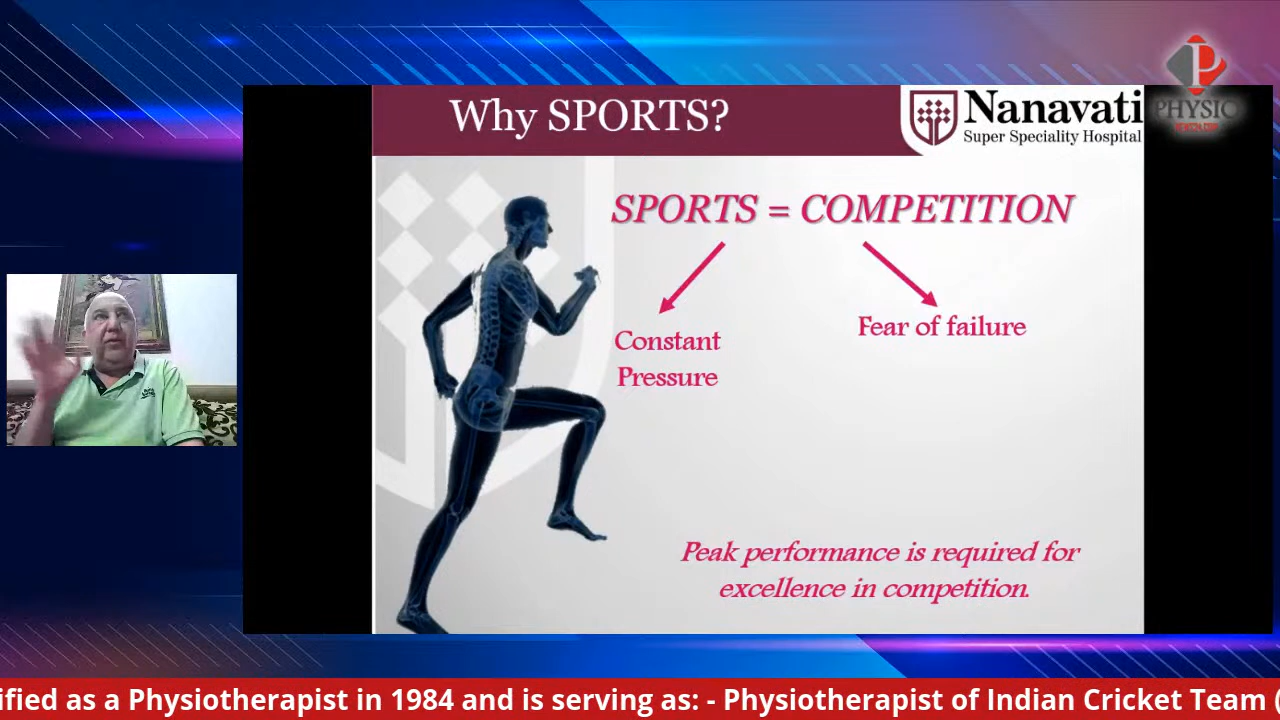 Why SPORTS?
Nanavati
Super Speciality Hospital
P
PHYSIO
SPORTS = COMPETITION
Constant
Pressure
Fear of failure
Peak performance is required for
excellence in competition.
ified as a Physiotherapist in 1984 and is serving as: - Physiotherapist of Indian Cricket Team (